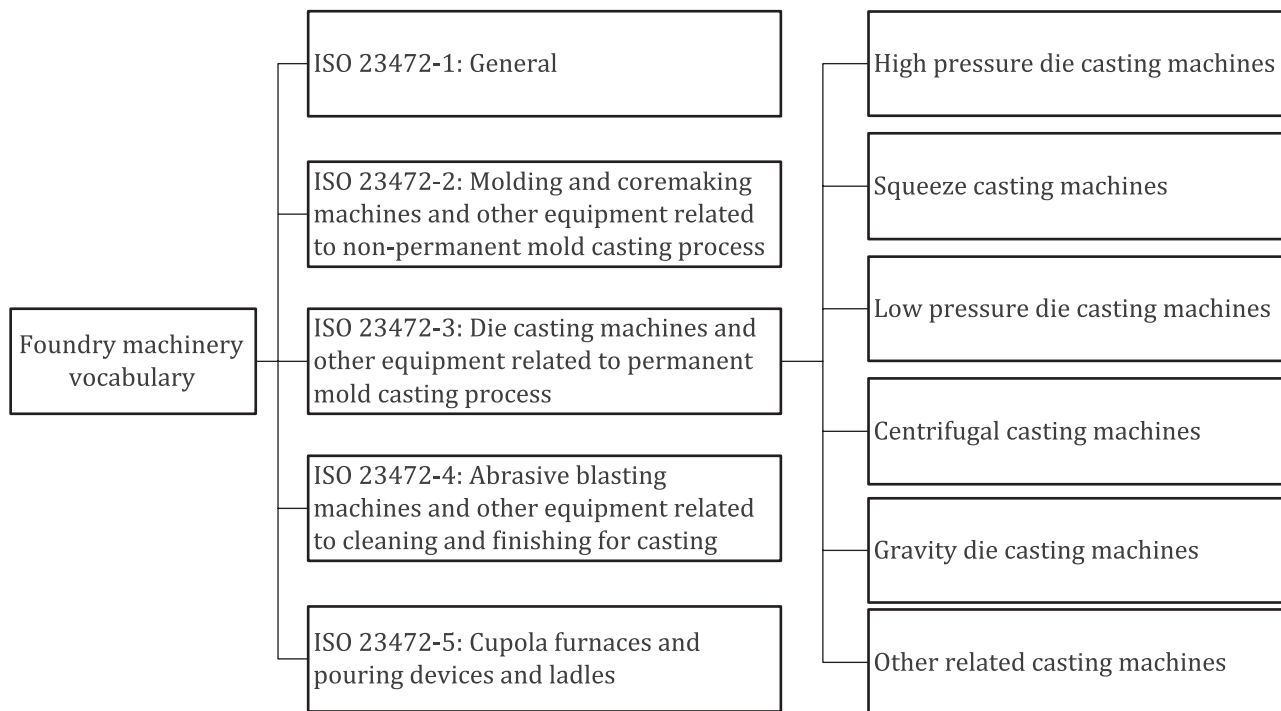 Foundry machinery
vocabulary
ISO 23472-1: General
ISO 23472-2: Molding and coremaking
machines and other equipment related
to non-permanent mold casting process
ISO 23472-3: Die casting machines and
other equipment related to permanent
mold casting process
ISO 23472-4: Abrasive blasting
machines and other equipment related
to cleaning and finishing for casting
ISO 23472-5: Cupola furnaces and
pouring devices and ladles
High pressure die casting machines
Squeeze casting machines
Low pressure die casting machines
Centrifugal casting machines
Gravity die casting machines
Other related casting machines